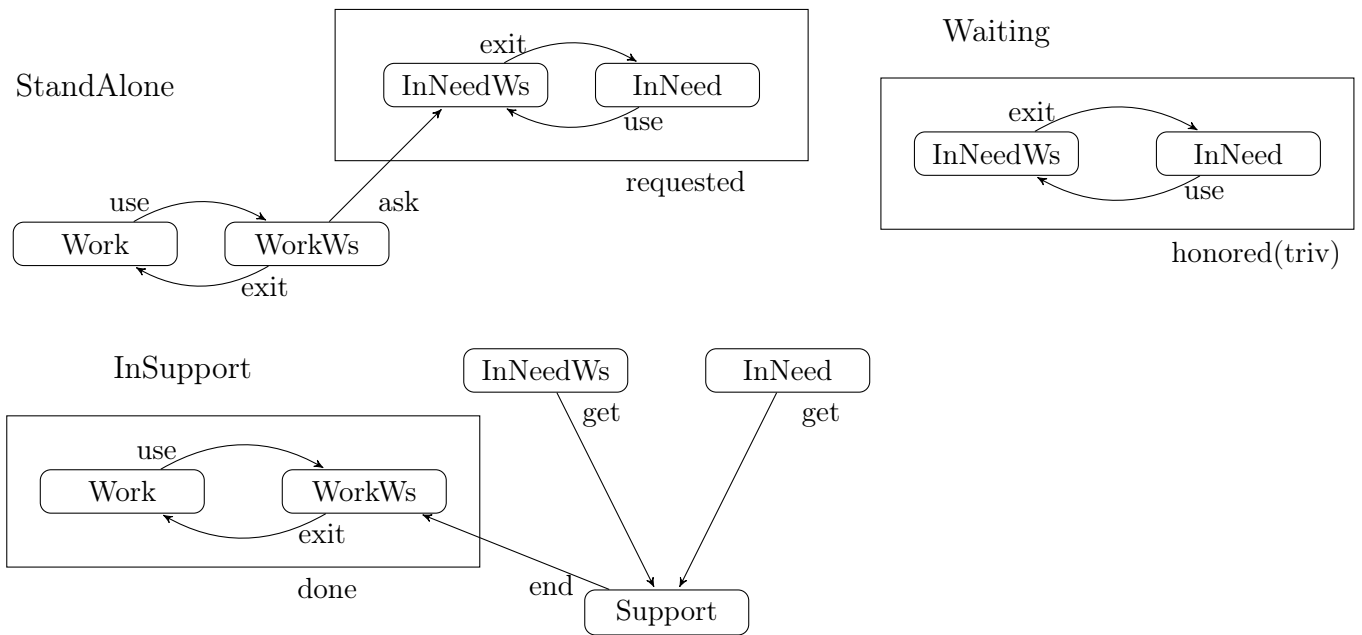 StandAlone
exit
InNeedWs
InNeed
use
requested
ask
use
Work
WorkWs
exit
Waiting
exit
InNeedWs
InNeed
use
honored(triv)
InSupport
InNeedWs
InNeed
get
get
use
Work
WorkWs
exit
done
end
Support